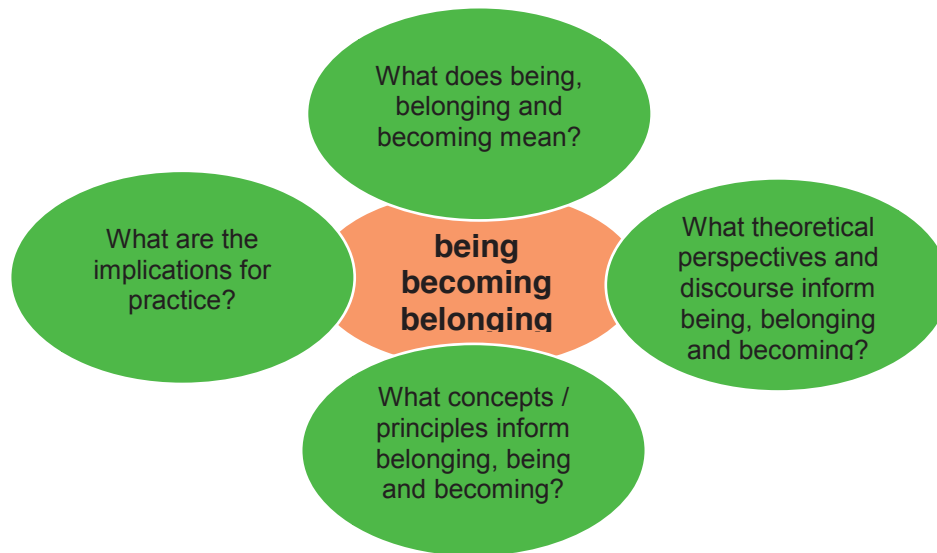 What does being,
belonging and
becoming mean?
What are the
implications for
practice?
being
becoming
belonging
What theoretical
perspectives and
discourse inform
being, belonging
and becoming?
What concepts /
principles inform
belonging, being
and becoming?